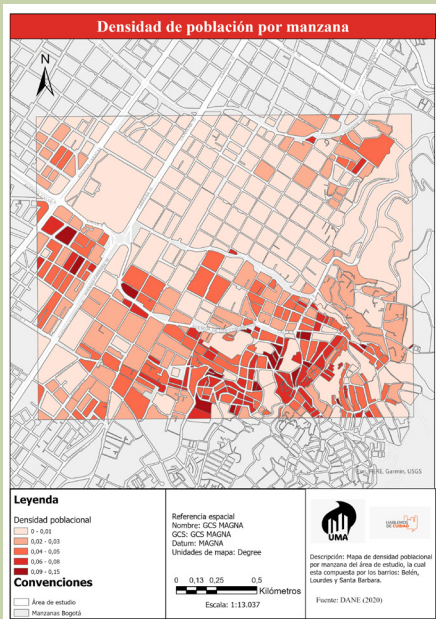 Densidad de población por manzana
N
Esri, HERE, Garmin, USGS
Leyenda
Densidad poblacional
0 - 0,01
0,02 - 0,03
0,04 - 0,05
0,06 - 0,08
0,09 - 0,15
Convenciones
Área de estudio
Manzanas Bogotá
Referencia espacial
Nombre: GCS MAGNA
GCS: GCS MAGNA
Datum: MAGNA
Unidades de mapa: Degree
0 0,13 0,25 0,5
Kilómetros
Escala: 1:13.037
UMA
HABLEMOS
DE CIUDAD
Descripción: Mapa de densidad poblacional
por manzana del área de estudio, la cual
esta compuesta por los barrios: Belén,
Lourdes y Santa Barbara.
Fuente: DANE (2020)